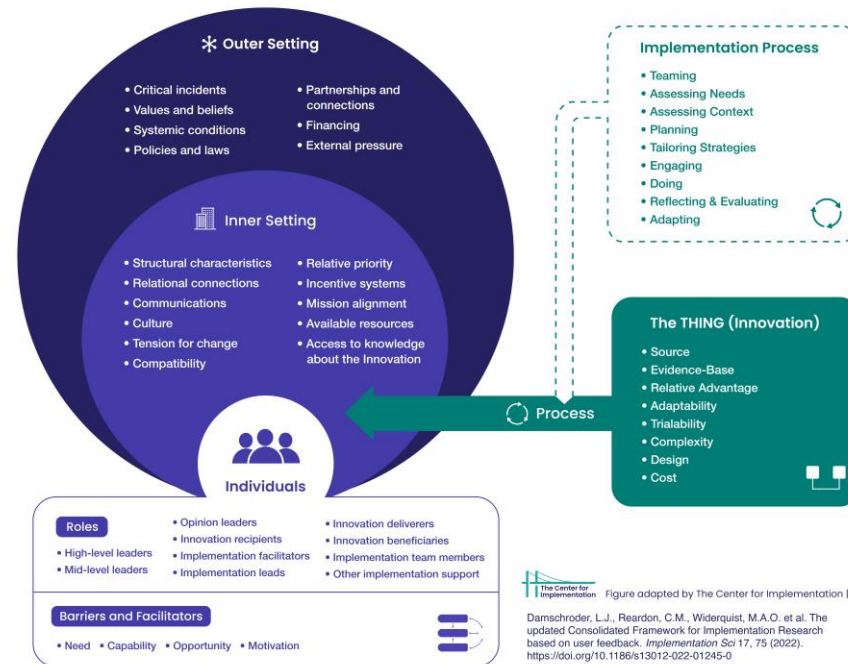 Outer Setting
• Critical incidents
• Values and beliefs
• Systemic conditions
• Policies and laws
• Partnerships and
connections
• Financing
• External pressure
Inner Setting
• Structural characteristics
• Relational connections
• Communications
• Culture
• Tension for change
• Compatibility
• Relative priority
• Incentive systems
• Mission alignment
• Available resources
• Access to knowledge
about the Innovation
Individuals
Roles
• High-level leaders
• Mid-level leaders
• Opinion leaders
• Innovation recipients
• Implementation facilitators
• Implementation leads
• Innovation deliverers
• Innovation beneficiaries
• Implementation team members
• Other implementation support
Barriers and Facilitators
• Need • Capability • Opportunity • Motivation
Implementation Process
• Teaming
• Assessing Needs
• Assessing Context
• Planning
• Tailoring Strategies
• Engaging
• Doing
• Reflecting & Evaluating
• Adapting
Process
The THING (Innovation)
• Source
• Evidence-Base
• Relative Advantage
• Adaptability
• Trialability
• Complexity
• Design
• Cost
The Center for
Implementation
Figure adapted by The Center for Implementation |
Damschroder, L.J., Reardon, C.M., Widerquist, M.A.O. et al. The
updated Consolidated Framework for Implementation Research
based on user feedback. Implementation Sci 17, 75 (2022).
https://doi.org/10.1186/s13012-022-01245-0